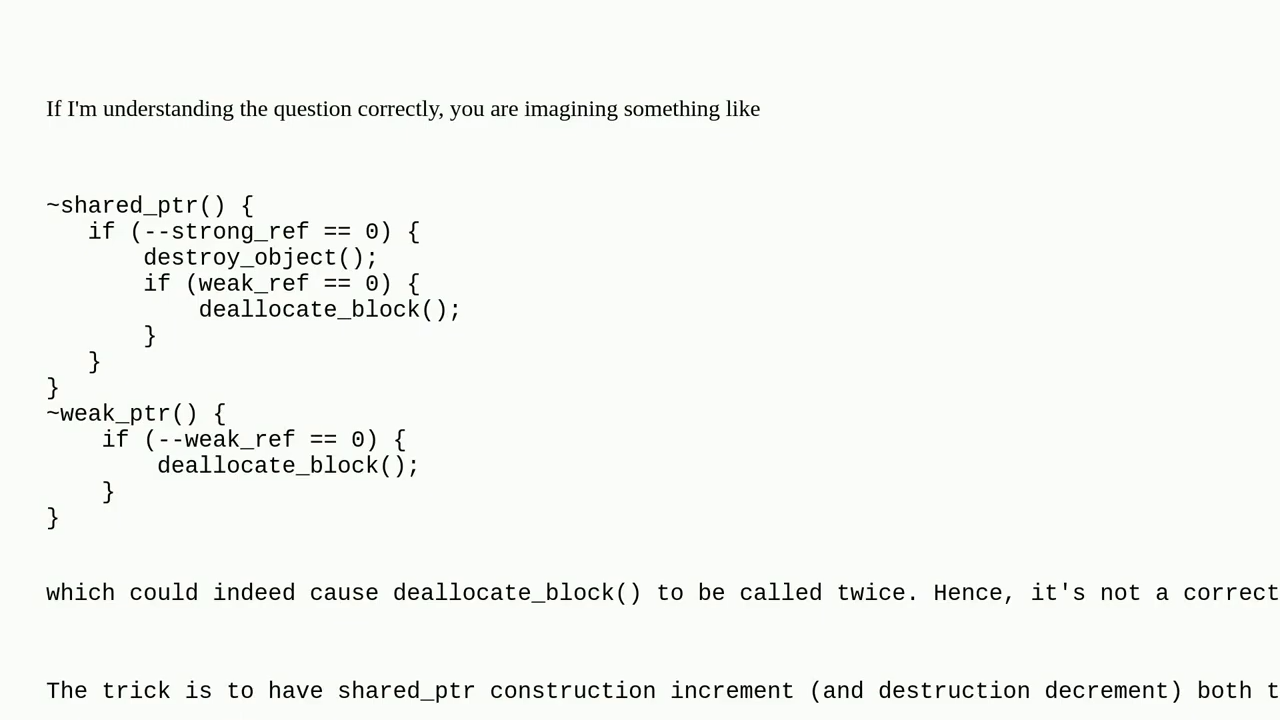 If I'm understanding the question correctly, you are imagining something like
~shared_ptr() {
   if (--strong_ref == 0) {
       destroy_object();
       if (weak_ref == 0) {
           deallocate_block();
       }
   }
}
~weak_ptr() {
    if (--weak_ref == 0) {
        deallocate_block();
    }
}
which could indeed cause deallocate_block() to be called twice. Hence, it's not a correct
The trick is to have shared_ptr construction increment (and destruction decrement) both